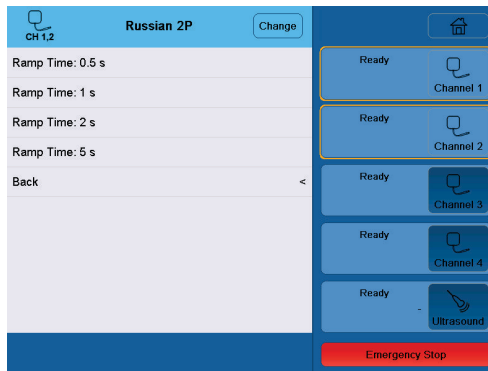 CH 1,2
Russian 2P
Change
Ramp Time: 0.5 s
Ramp Time: 1 s
Ramp Time: 2 s
Ramp Time: 5 s
Back <
Ready
Channel 1
Ready
Channel 2
Ready
Channel 3
Ready
Channel 4
Ready
-
Ultrasound
Emergency Stop